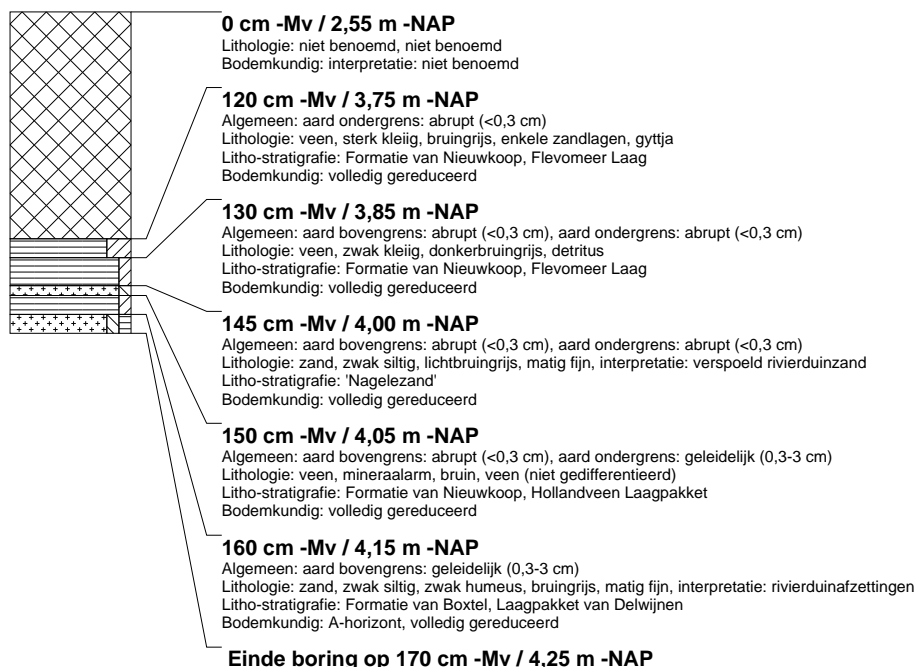 0 cm -Mv / 2,55 m -NAP
Lithologie: niet benoemd, niet benoemd
Bodemkundig: interpretatie: niet benoemd
120 cm -Mv / 3,75 m -NAP
Algemeen: aard ondergrens: abrupt (<0,3 cm)
Lithologie: veen, sterk kleiig, bruingrijs, enkele zandlagen, gyttja
Litho-stratigrafie: Formatie van Nieuwkoop, Flevomeer Laag
Bodemkundig: volledig gereduceerd
130 cm -Mv / 3,85 m -NAP
Algemeen: aard bovengrens: abrupt (<0,3 cm), aard ondergrens: abrupt (<0,3 cm)
Lithologie: veen, zwak kleiig, donkerbruingrijs, detritus
Litho-stratigrafie: Formatie van Nieuwkoop, Flevomeer Laag
Bodemkundig: volledig gereduceerd
145 cm -Mv / 4,00 m -NAP
Algemeen: aard bovengrens: abrupt (<0,3 cm), aard ondergrens: abrupt (<0,3 cm)
Lithologie: zand, zwak siltig, lichtbruingrijs, matig fijn, interpretatie: verspoeld rivierduinzand
Litho-stratigrafie: 'Nagelezand'
Bodemkundig: volledig gereduceerd
150 cm -Mv / 4,05 m -NAP
Algemeen: aard bovengrens: abrupt (<0,3 cm), aard ondergrens: geleidelijk (0,3-3 cm)
Lithologie: veen, mineraalarm, bruin, veen (niet gedifferentieerd)
Litho-stratigrafie: Formatie van Nieuwkoop, Hollandveen Laagpakket
Bodemkundig: volledig gereduceerd
160 cm -Mv / 4,15 m -NAP
Algemeen: aard bovengrens: geleidelijk (0,3-3 cm)
Lithologie: zand, zwak siltig, zwak humeus, bruingrijs, matig fijn, interpretatie: rivierduinafzettingen
Litho-stratigrafie: Formatie van Boxtel, Laagpakket van Delwijnen
Bodemkundig: A-horizont, volledig gereduceerd
Einde boring op 170 cm -Mv / 4,25 m -NAP